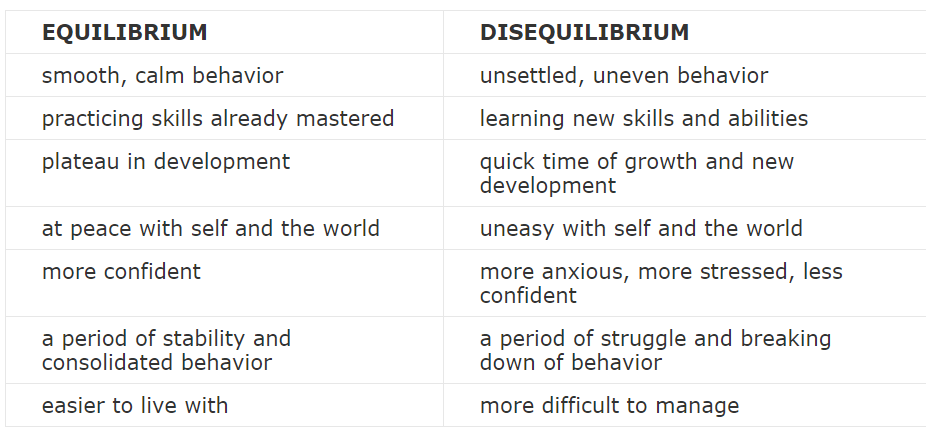 EQUILIBRIUM
DISEQUILIBRIUM
smooth, calm behavior
unsettled, uneven behavior
practicing skills already mastered
learning new skills and abilities
plateau in development
quick time of growth and new
development
at peace with self and the world
uneasy with self and the world
more confident
more anxious, more stressed, less
confident
a period of stability and
consolidated behavior
a period of struggle and breaking
down of behavior
easier to live with
more difficult to manage